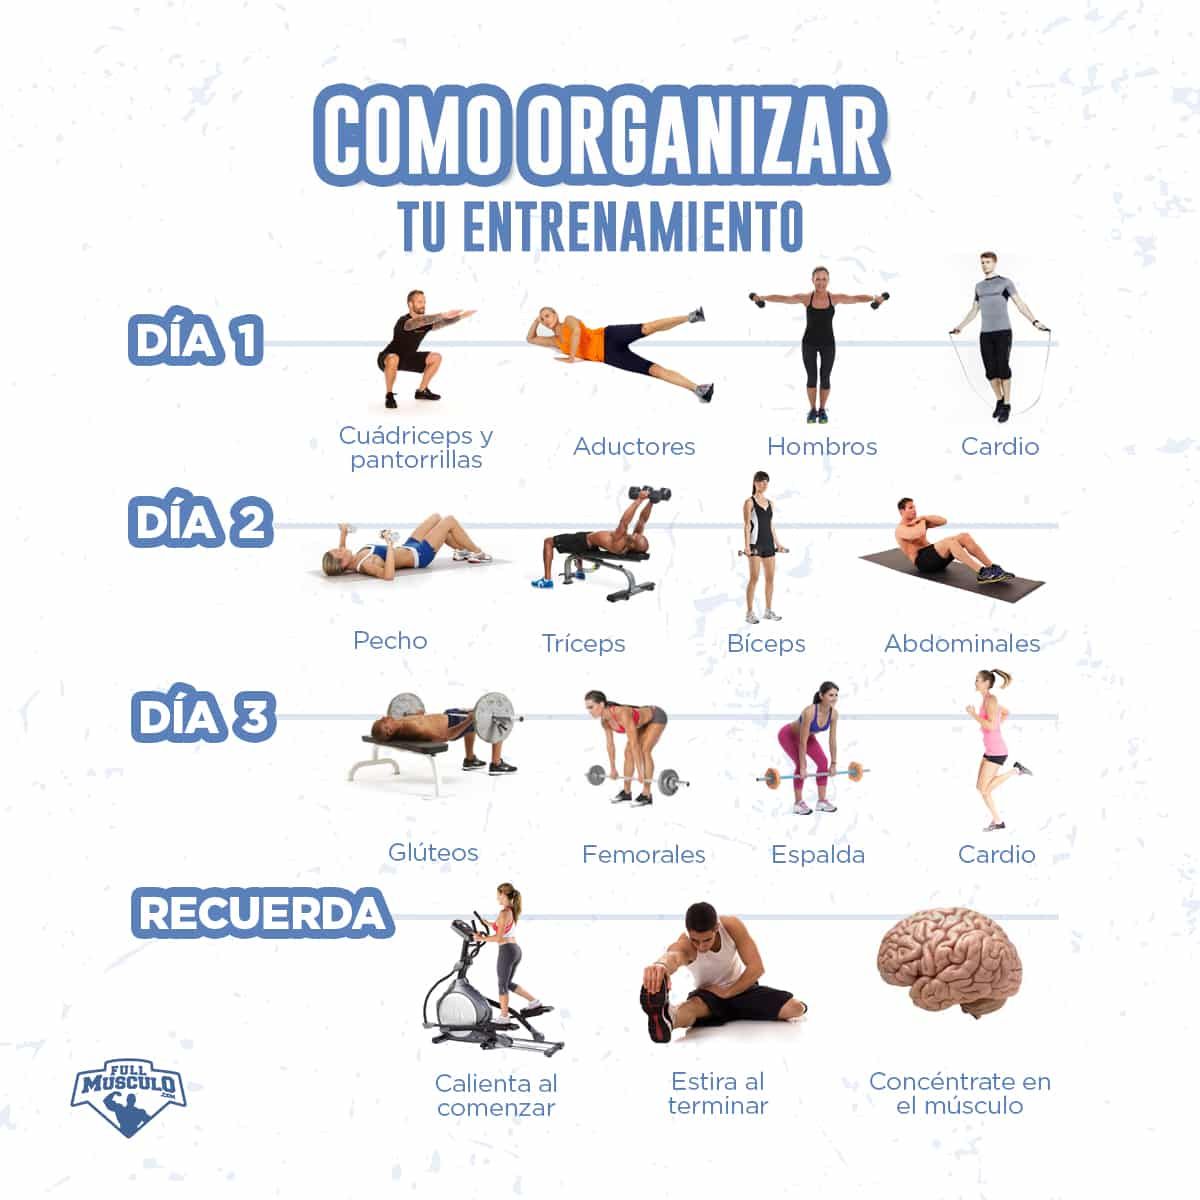 COMO ORGANIZAR
TU ENTRENAMIENTO
DÍA 1
Cuádriceps y
pantorrillas
Aductores
Hombros
Cardio
DÍA 2
Pecho
Tríceps
Bíceps
Abdominales
DÍA 3
Glúteos
Femorales
Espalda
Cardio
RECUERDA
Calienta al
comenzar
Estira al
terminar
Concéntrate en
el músculo
FULL
MUSCULO
.COM